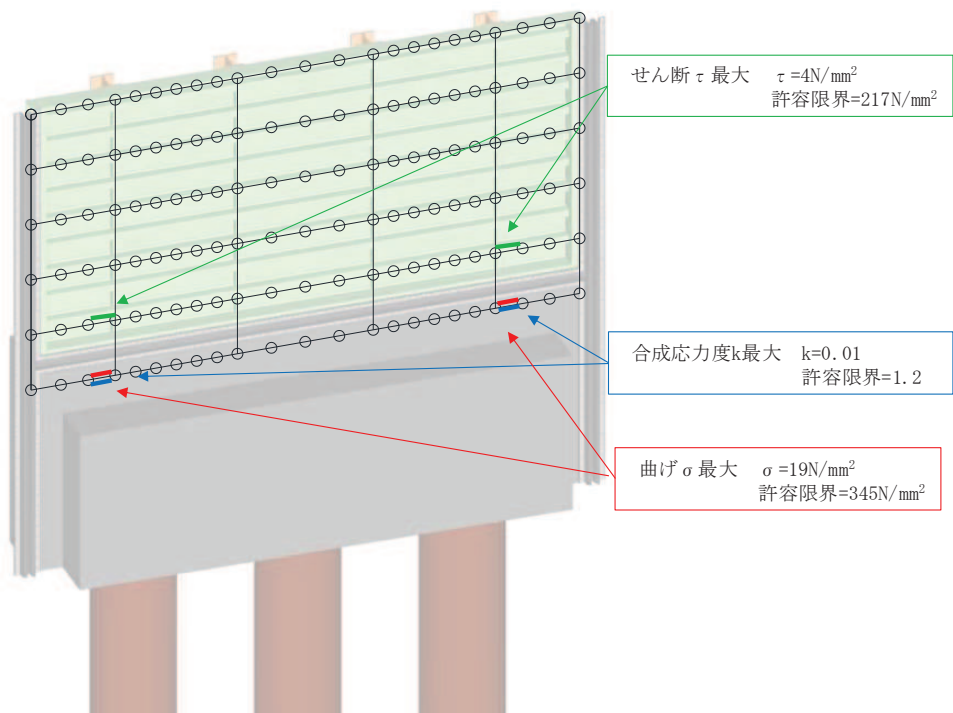 せん断τ最大 τ=4N/mm²
許容限界=217N/mm²
合成応力度k最大 k=0.01
許容限界=1.2
曲げσ最大 σ=19N/mm²
許容限界=345N/mm²